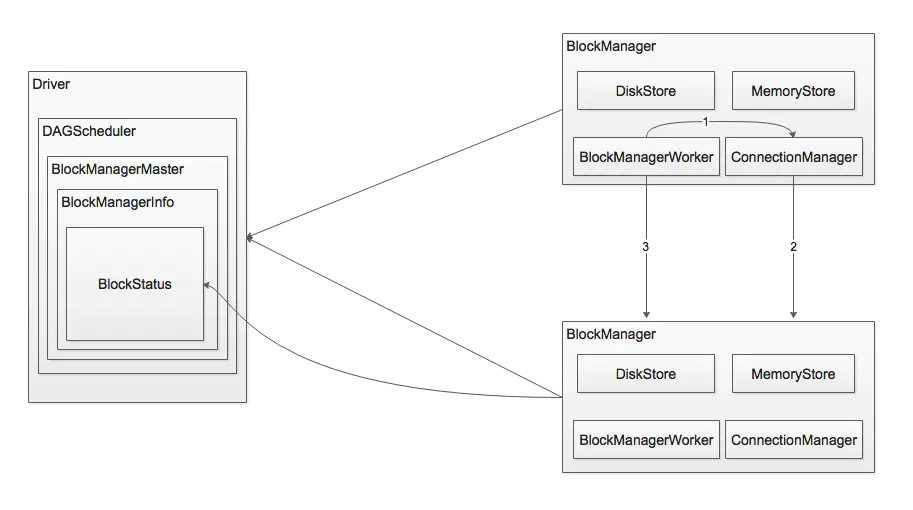 Driver
DAGScheduler
BlockManagerMaster
BlockManagerInfo
BlockStatus
BlockManager
DiskStore
MemoryStore
1
BlockManagerWorker
ConnectionManager
3
2
BlockManager
DiskStore
MemoryStore
BlockManagerWorker
ConnectionManager